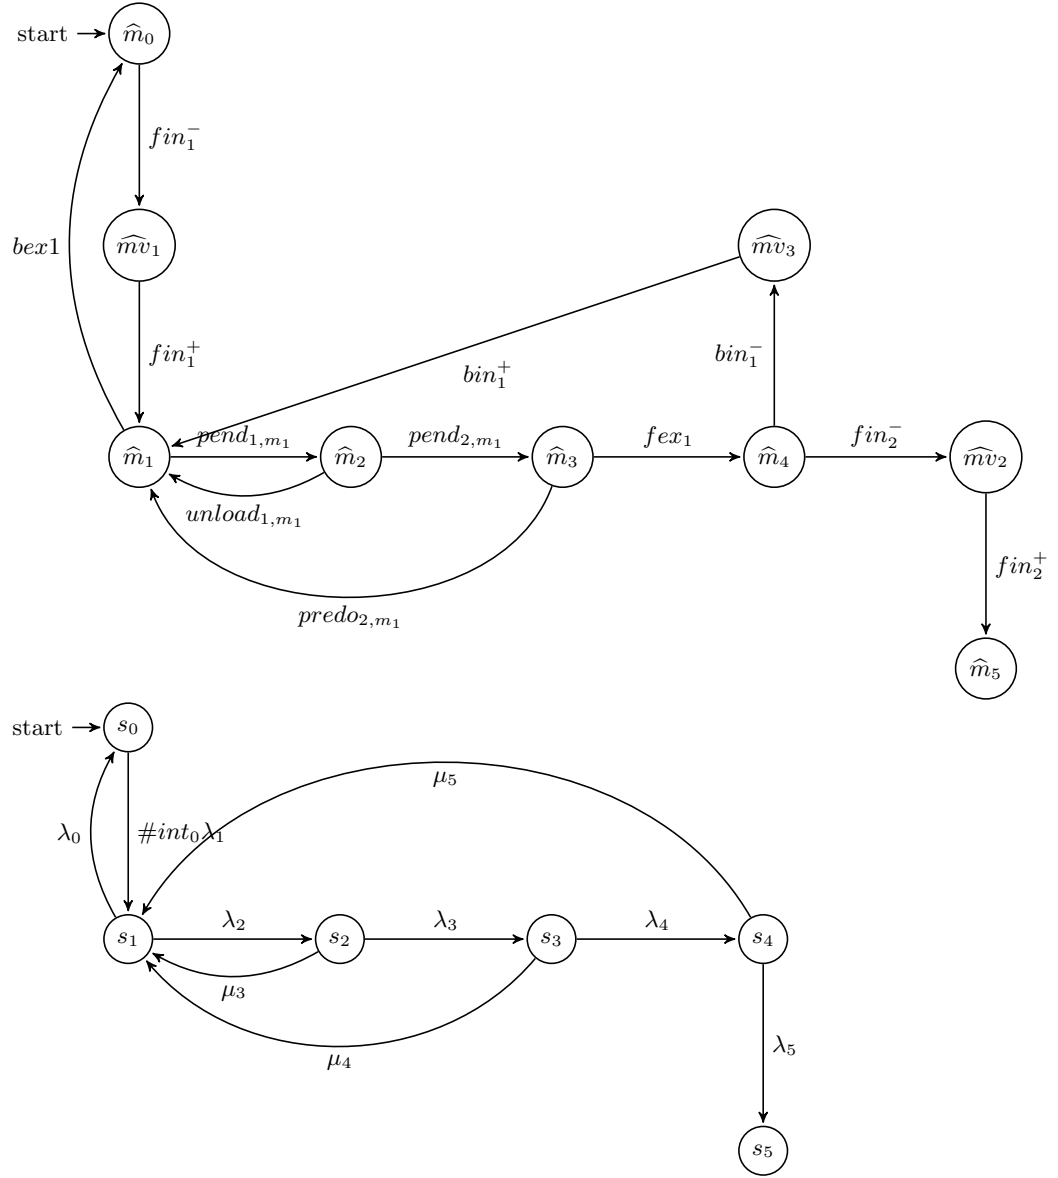 start
m̂₀
fin₁⁻
bex1
m̂v₁
m̂v₃
fin₁⁺
bin₁⁻
bin₁⁺
pend₁,ₘ₁
pend₂,ₘ₁
fex₁
fin₂⁻
m̂₁
m̂₂
m̂₃
m̂₄
m̂v₂
unload₁,ₘ₁
fin₂⁺
predo₂,ₘ₁
m̂₅
start
s₀
μ₅
λ₀
#int₀λ₁
λ₂
λ₃
λ₄
s₁
s₂
s₃
s₄
μ₃
μ₄
λ₅
s₅